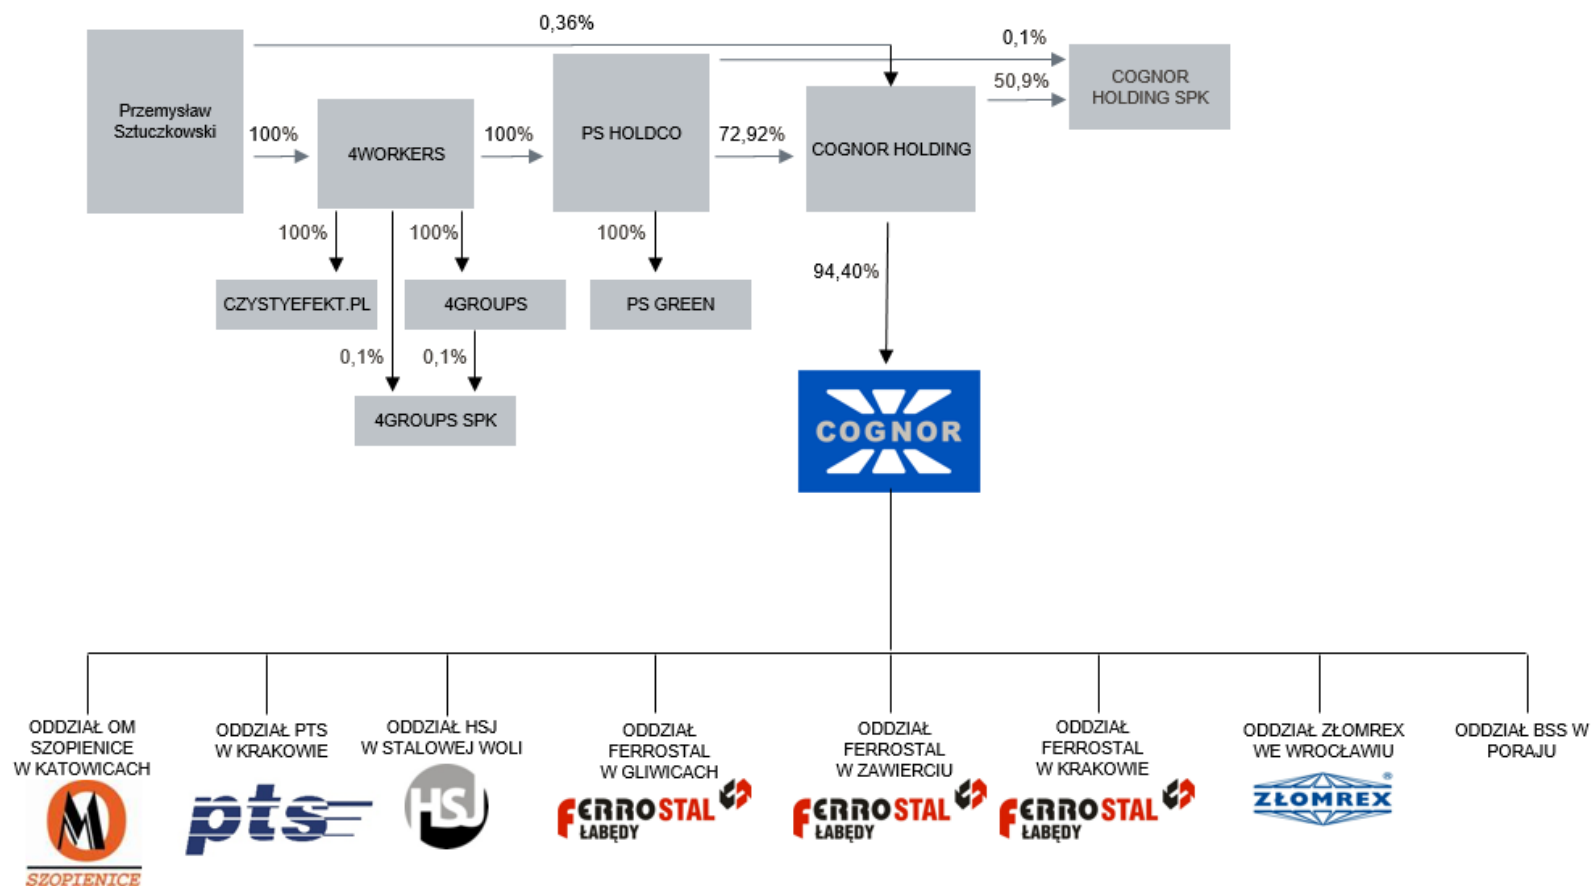 0,36%
0,1%
Przemysław
Sztuczkowski
100%
4WORKERS
100%
PS HOLDCO
72,92%
COGNOR HOLDING
50,9%
COGNOR
HOLDING SPK
100%
100%
100%
94,40%
CZYSTYEFEKT.PL
4GROUPS
PS GREEN
0,1%
0,1%
4GROUPS SPK
COGNOR
ODDZIAŁ OM
SZOPIENICE
W KATOWICACH
M
SZOPIENICE
ODDZIAŁ PTS
W KRAKOWIE
pts
ODDZIAŁ HSJ
W STALOWEJ WOLI
HSJ
ODDZIAŁ
FERROSTAL
W GLIWICACH
FERROSTAL
ŁABĘDY
ODDZIAŁ
FERROSTAL
W ZAWIERCIU
FERROSTAL
ŁABĘDY
ODDZIAŁ
FERROSTAL
W KRAKOWIE
FERROSTAL
ŁABĘDY
ODDZIAŁ ZŁOMREX
WE WROCŁAWIU
ZŁOMREX®
ODDZIAŁ BSS W
PORAJU